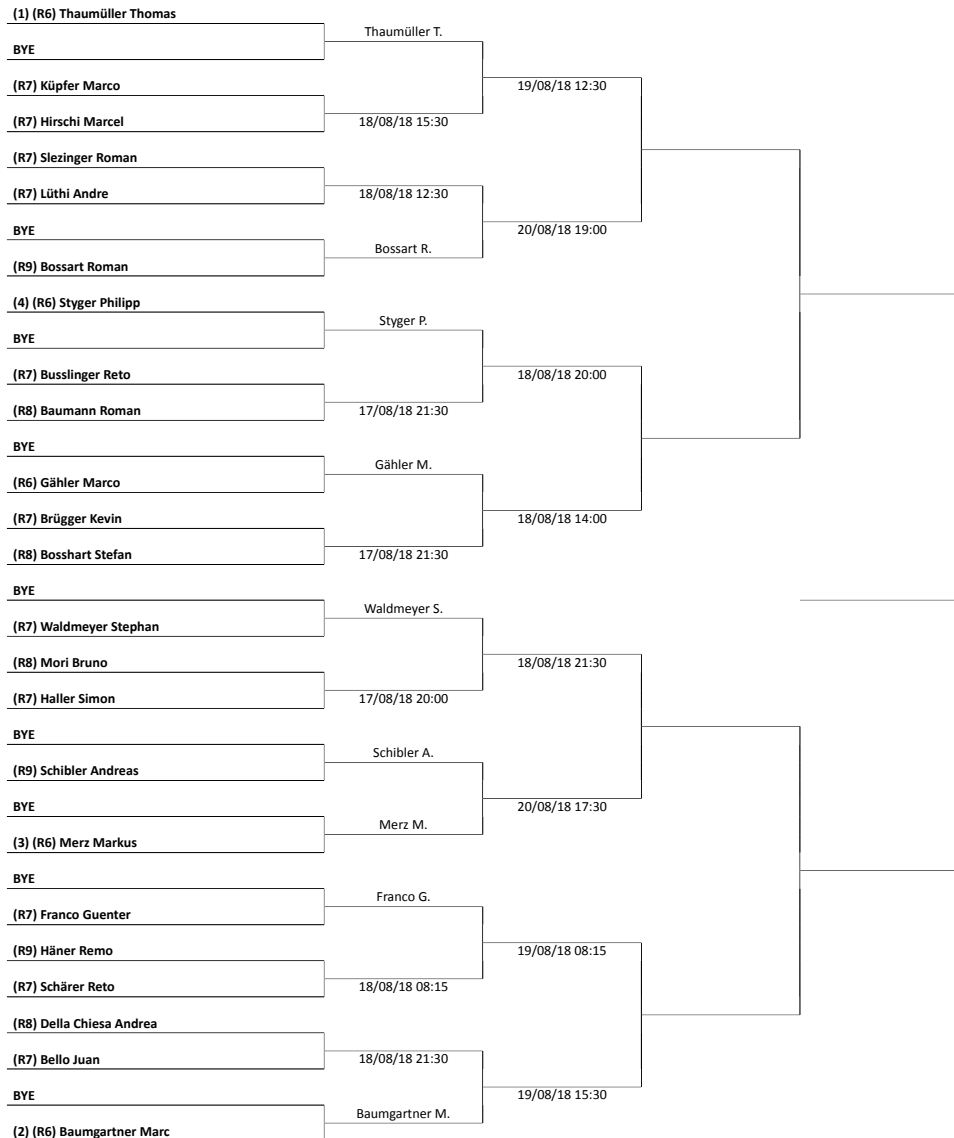 (1) (R6) Thaumüller Thomas
Thaumüller T.
BYE
(R7) Küpfer Marco
19/08/18 12:30
(R7) Hirschi Marcel
18/08/18 15:30
(R7) Slezinger Roman
(R7) Lüthi Andre
18/08/18 12:30
BYE
20/08/18 19:00
Bossart R.
(R9) Bossart Roman
(4) (R6) Styger Philipp
Styger P.
BYE
(R7) Busslinger Reto
18/08/18 20:00
(R8) Baumann Roman
17/08/18 21:30
BYE
Gähler M.
(R6) Gähler Marco
(R7) Brügger Kevin
18/08/18 14:00
(R8) Bosshart Stefan
17/08/18 21:30
BYE
Waldmeyer S.
(R7) Waldmeyer Stephan
(R8) Mori Bruno
18/08/18 21:30
(R7) Haller Simon
17/08/18 20:00
BYE
Schibler A.
(R9) Schibler Andreas
BYE
20/08/18 17:30
Merz M.
(3) (R6) Merz Markus
BYE
Franco G.
(R7) Franco Guenter
(R9) Häner Remo
19/08/18 08:15
(R7) Schärer Reto
18/08/18 08:15
(R8) Della Chiesa Andrea
(R7) Bello Juan
18/08/18 21:30
BYE
19/08/18 15:30
Baumgartner M.
(2) (R6) Baumgartner Marc